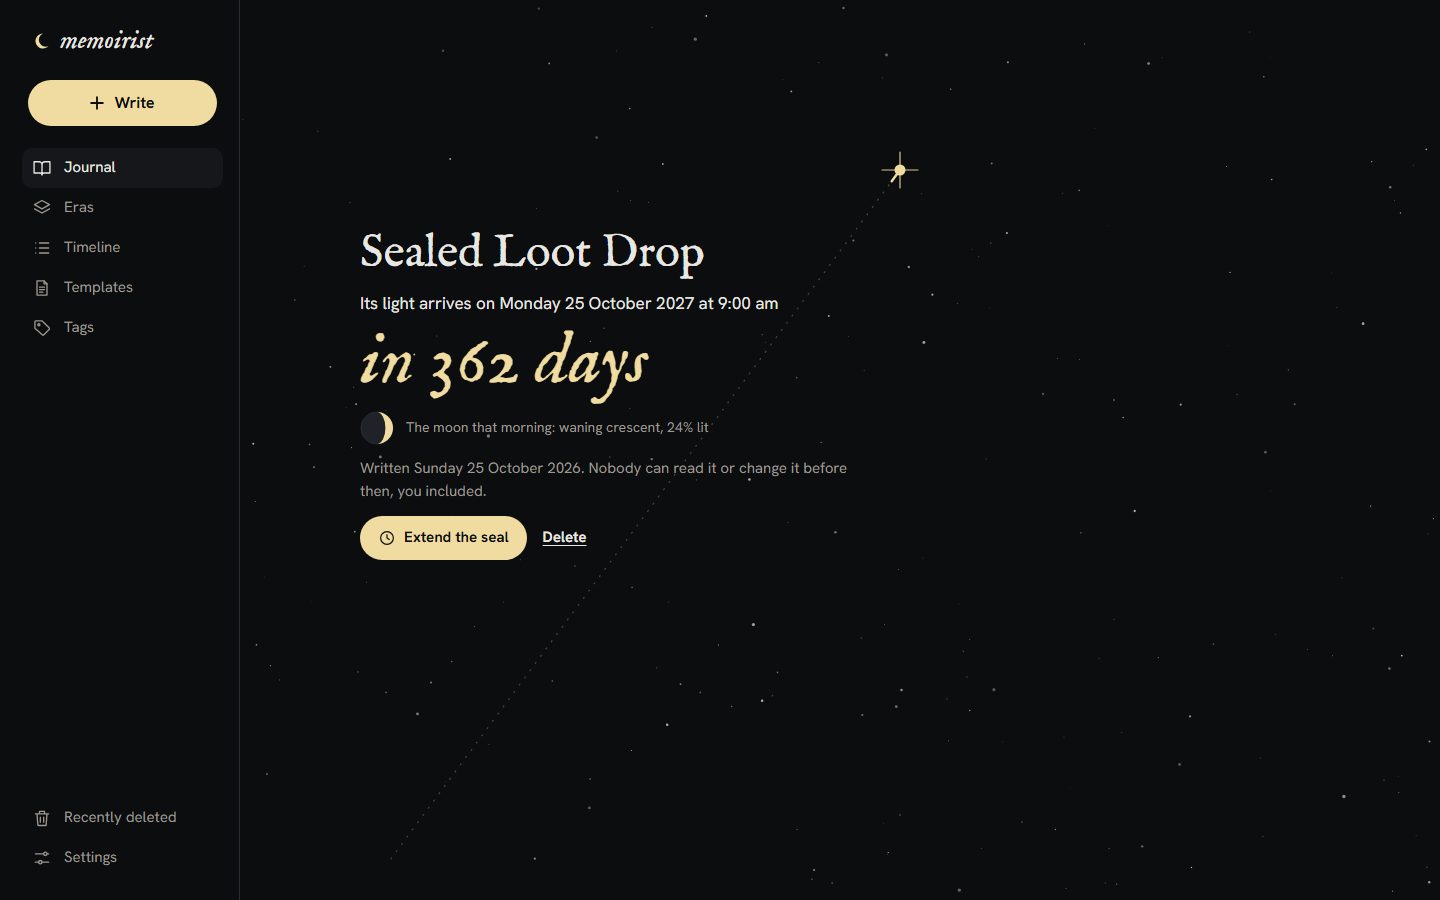 memoirist
Write
Journal
Eras
Timeline
Templates
Tags
Sealed Loot Drop
Its light arrives on Monday 25 October 2027 at 9:00 am
in 362 days
The moon that morning: waning crescent, 24% lit
Written Sunday 25 October 2026. Nobody can read it or change it before
then, you included.
Extend the seal
Delete
Recently deleted
Settings